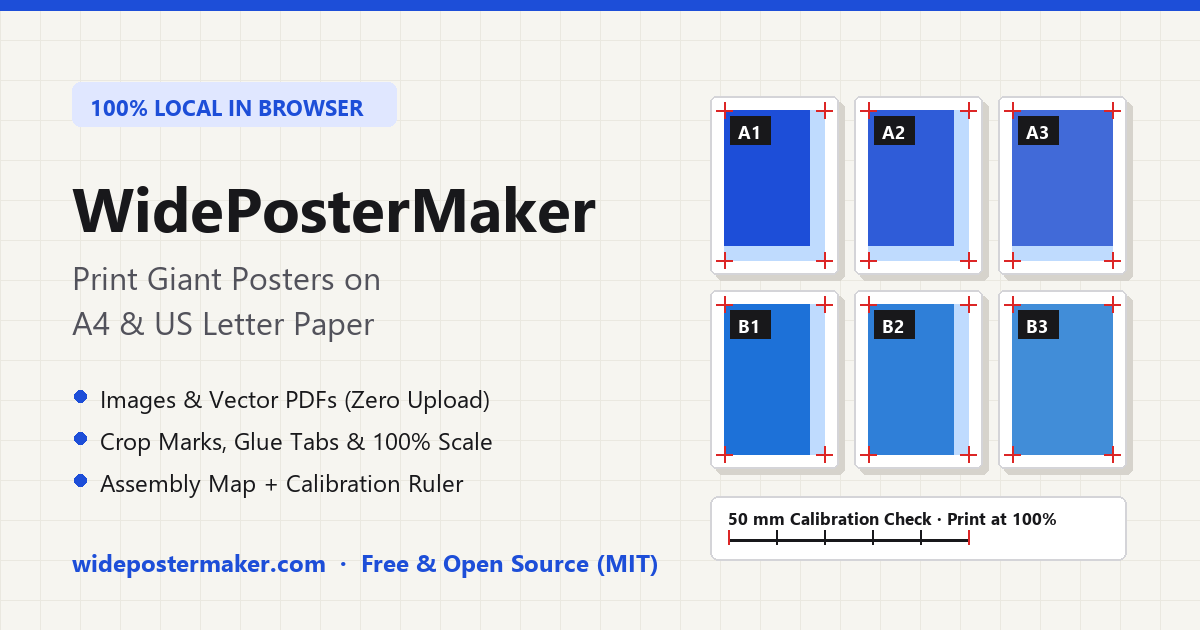 100% LOCAL IN BROWSER
WidePosterMaker
Print Giant Posters on
A4 & US Letter Paper
Images & Vector PDFs (Zero Upload)
Crop Marks, Glue Tabs & 100% Scale
Assembly Map + Calibration Ruler
widepostermaker.com · Free & Open Source (MIT)
A1
A2
A3
B1
B2
B3
50 mm Calibration Check · Print at 100%